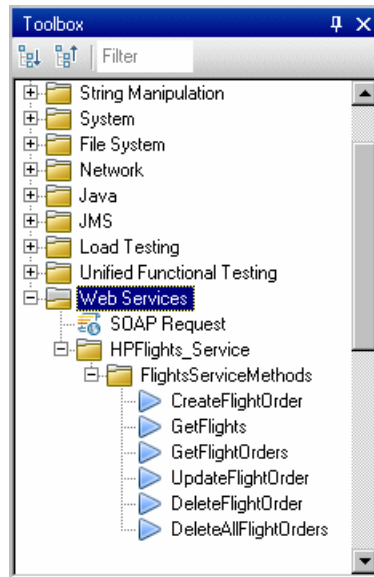 Toolbox
Filter
String Manipulation
System
File System
Network
Java
JMS
Load Testing
Unified Functional Testing
Web Services
SOAP Request
HPFlights_Service
FlightsServiceMethods
CreateFlightOrder
GetFlights
GetFlightOrders
UpdateFlightOrder
DeleteFlightOrder
DeleteAllFlightOrders